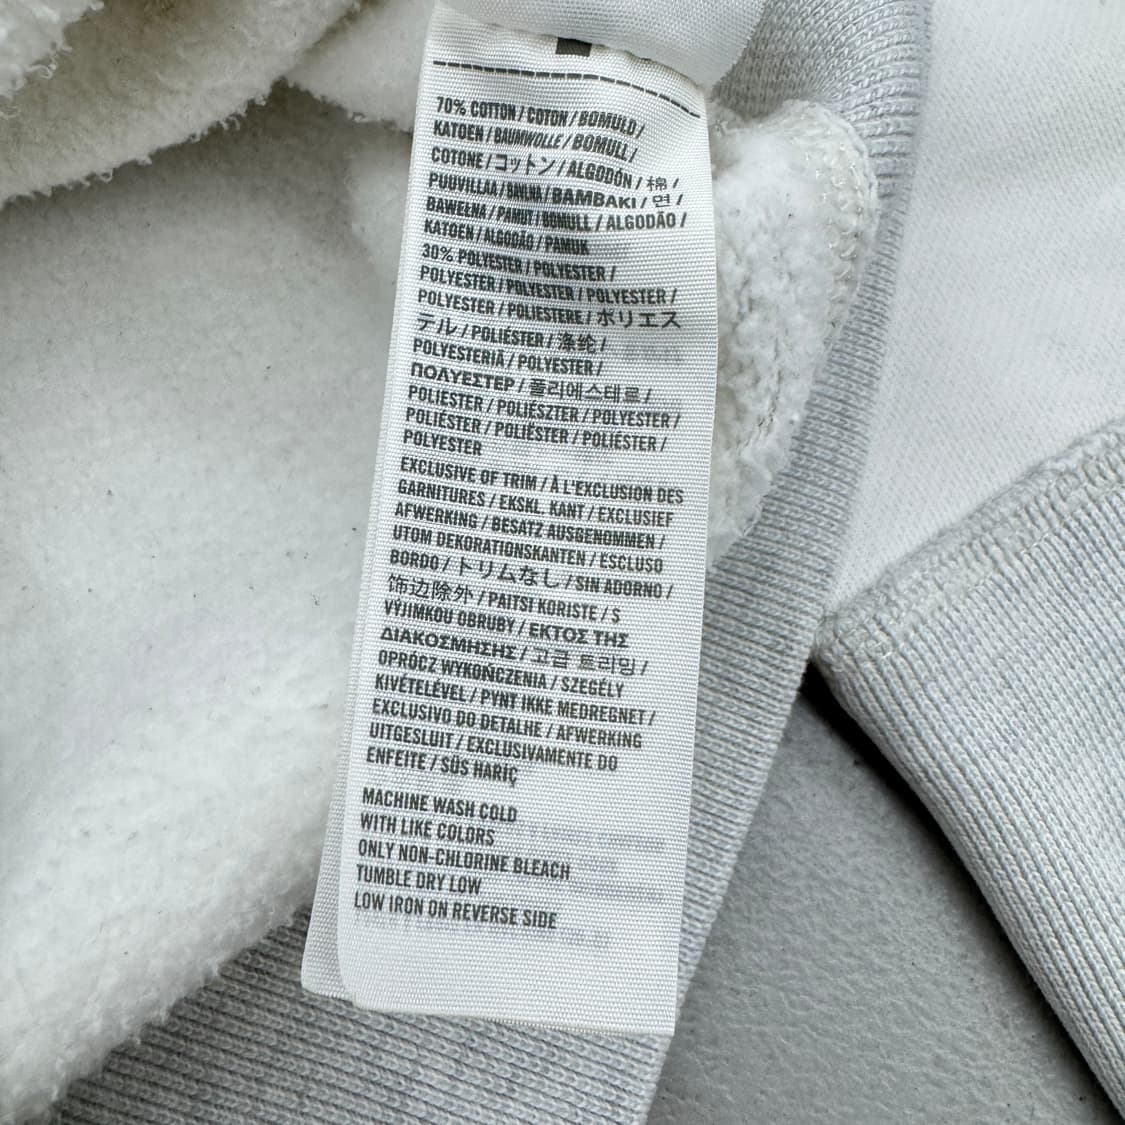 70% COTTON / COTON / BOMULD /
KATOEN / BAUMWOLLE / BOMULL /
COTONE / コットン / ALGODÓN / 棉 /
PUUVILLAA / BAVLNA / BAMBAKI / 면 /
BAWEŁNA / PAMUT / BOMULL / ALGODÃO /
KATOEN / ALGODÃO / PAMUK
30% POLYESTER / POLYESTER /
POLYESTER / POLYESTER / POLYESTER /
POLYESTER / POLIESTERE / ポリエス
テル / POLIÉSTER / 涤纶 /
POLYESTERIÄ / POLYESTER /
ΠΟΛΥΕΣΤΕΡ / 폴리에스테르 /
POLIESTER / POLIÉSZTER / POLYESTER /
POLIÉSTER / POLIÉSTER / POLIÉSTER /
POLYESTER
EXCLUSIVE OF TRIM / À L'EXCLUSION DES
GARNITURES / EKSKL. KANT / EXCLUSIEF
AFWERKING / BESATZ AUSGENOMMEN /
UTOM DEKORATIONSKANTEN / ESCLUSO
BORDO / トリムなし / SIN ADORNO /
饰边除外 / PAITSI KORISTE / S
VÝJIMKOU OBRUBY / ΕΚΤΟΣ ΤΗΣ
ΔΙΑΚΟΣΜΗΣΗΣ / 고급 트리밍 /
OPRÓCZ WYKOŃCZENIA / SZEGÉLY
KIVÉTELÉVEL / PYNT IKKE MEDREGNET /
EXCLUSIVO DO DETALHE / AFWERKING
UITGESLUIT / EXCLUSIVAMENTE DO
ENFEITE / SÜS HARİÇ
MACHINE WASH COLD
WITH LIKE COLORS
ONLY NON-CHLORINE BLEACH
TUMBLE DRY LOW
LOW IRON ON REVERSE SIDE